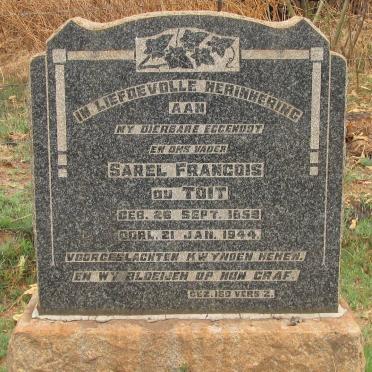 IN LIEFDEVOLLE HERINNERING
AAN
MY DIERBARE EGGENOOT
EN ONS VADER
SAREL FRANCOIS
DU TOIT
GEB. 26 SEPT. 1859
OORL. 21 JAN. 1944.
VOORGESLACHTEN KWYNDEN HENEN,
EN WY BLOEIJEN OP HUN GRAF.
GEZ. 160 VERS 2.